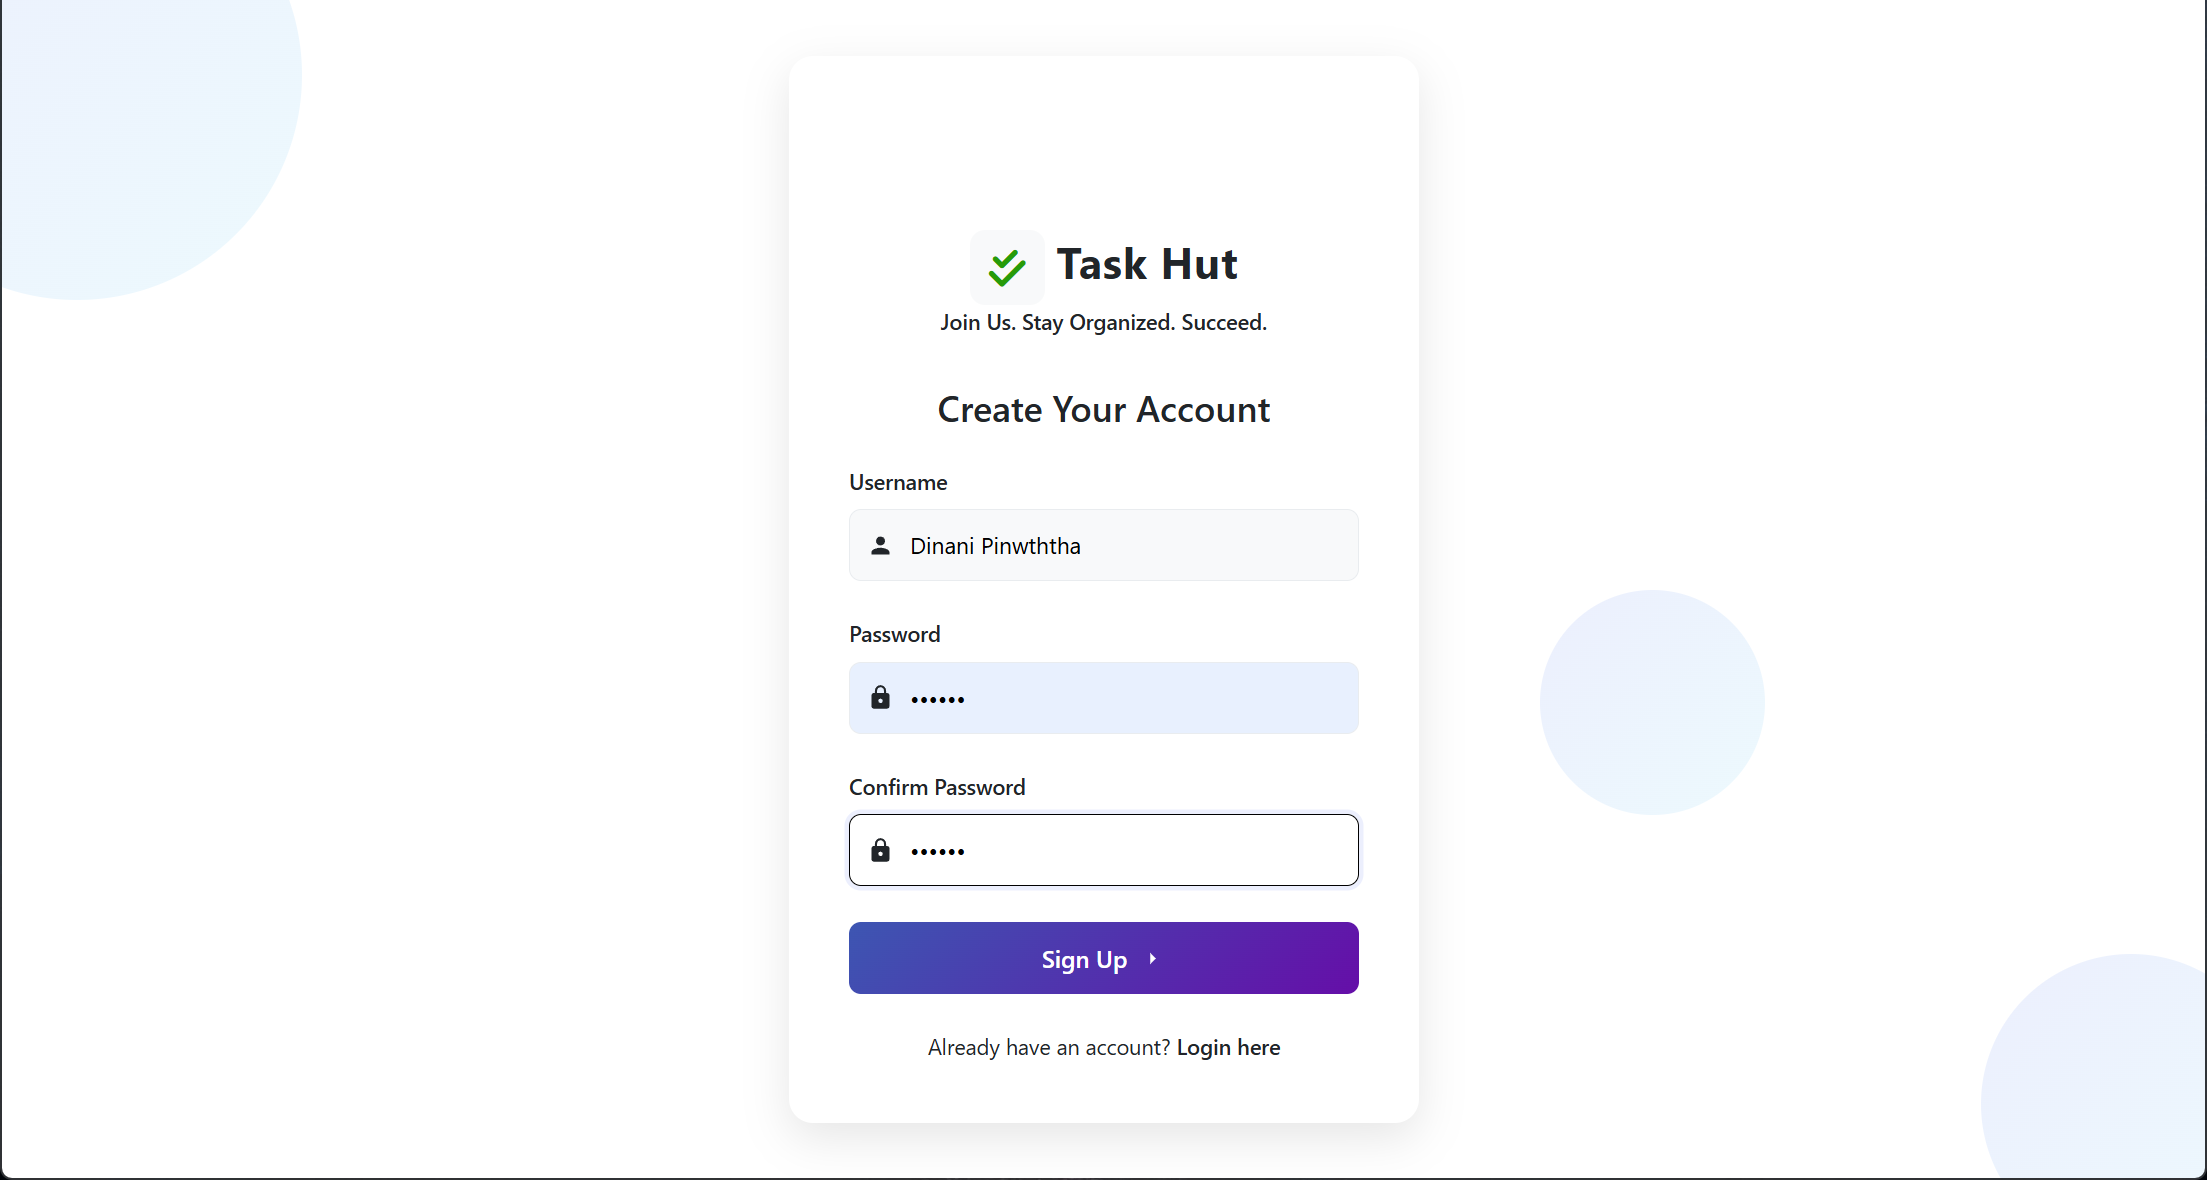 Task Hut
Join Us. Stay Organized. Succeed.
Create Your Account
Username
Dinani Pinwththa
Password
••••••
Confirm Password
••••••
Sign Up
Already have an account? Login here